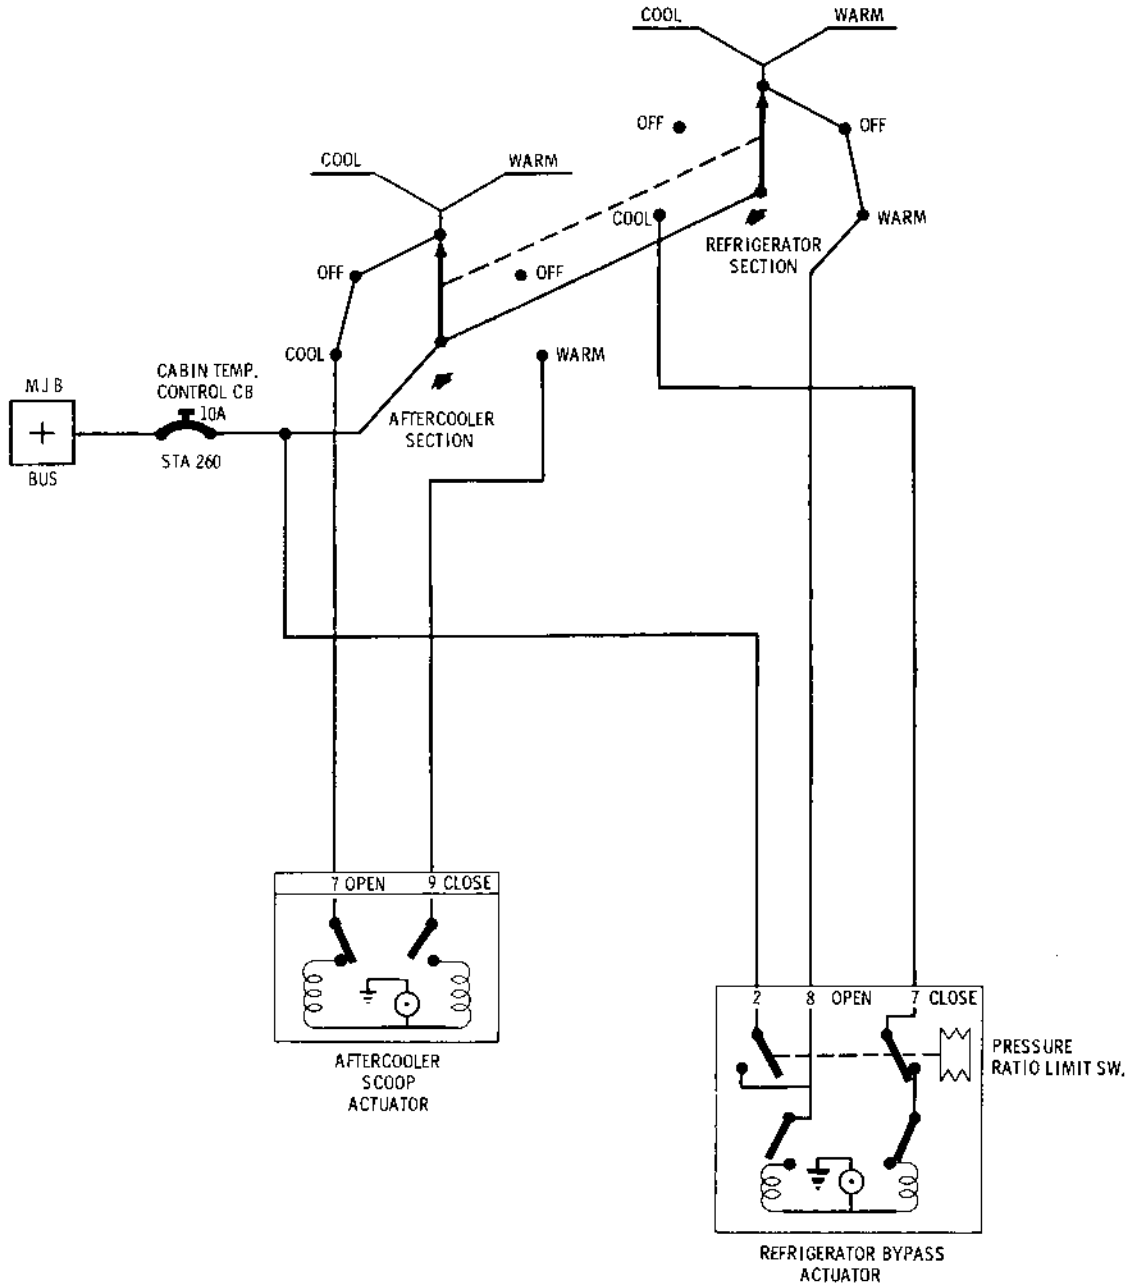 COOL
WARM
OFF
OFF
COOL
WARM
COOL
REFRIGERATOR
SECTION
WARM
OFF
OFF
COOL
WARM
CABIN TEMP.
CONTROL CB
10A
MJB
+
AFTERCOOLER
SECTION
STA 260
BUS
7 OPEN
9 CLOSE
AFTERCOOLER
SCOOP
ACTUATOR
2
8 OPEN
7 CLOSE
PRESSURE
RATIO LIMIT SW.
REFRIGERATOR BYPASS
ACTUATOR